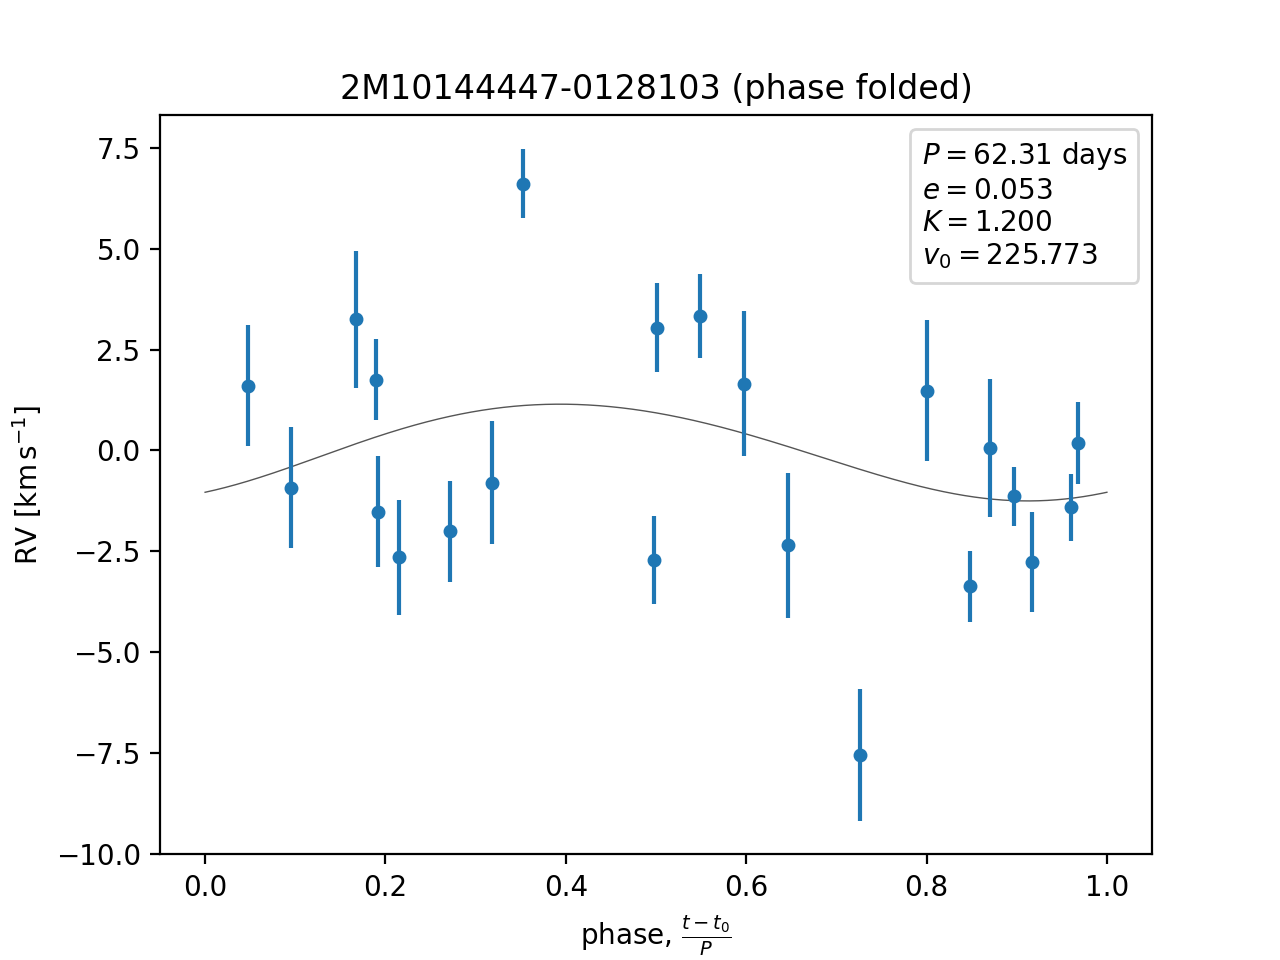 2M10144447-0128103 (phase folded)
P = 62.31 days
e = 0.053
K = 1.200
v₀ = 225.773
7.5
5.0
2.5
0.0
−2.5
−5.0
−7.5
−10.0
RV [km s⁻¹]
0.0 0.2 0.4 0.6 0.8 1.0
phase, (t − t₀)/P